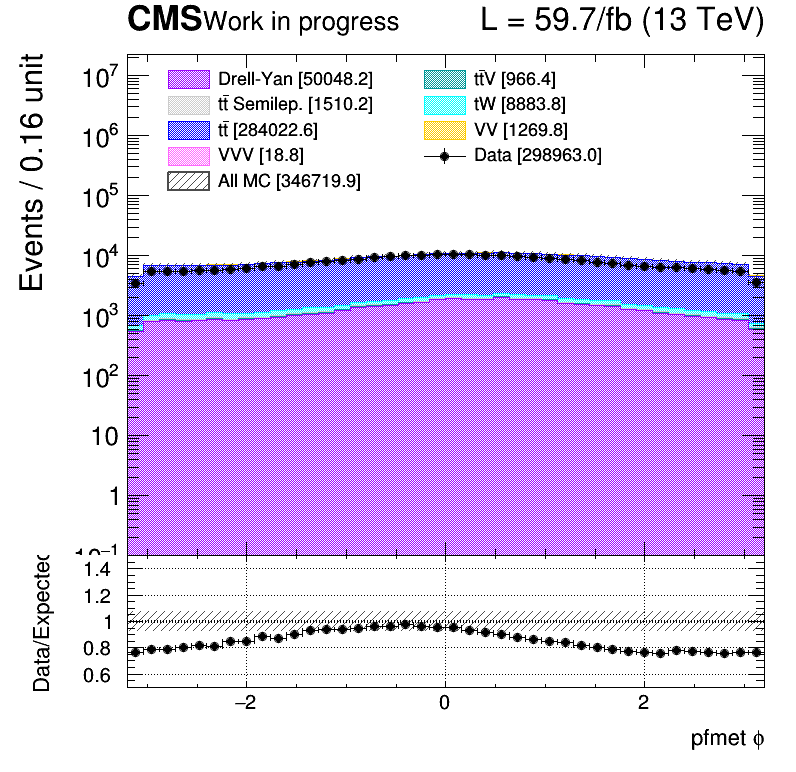 CMS Work in progress L = 59.7/fb (13 TeV)
Events / 0.16 unit
10⁷
10⁶
10⁵
10⁴
10³
10²
10
1
10⁻¹
Drell-Yan [50048.2]
tt̄ Semilep. [1510.2]
tt̄ [284022.6]
VVV [18.8]
All MC [346719.9]
tt̄V [966.4]
tW [8883.8]
VV [1269.8]
Data [298963.0]
Data/Expected
1.4
1.2
1
0.8
0.6
−2 0 2
pfmet ϕ